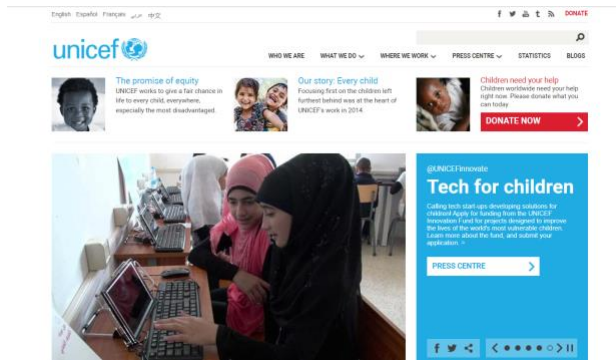 English Español Français عربي 中文
DONATE
unicef
WHO WE ARE WHAT WE DO WHERE WE WORK PRESS CENTRE STATISTICS BLOGS
The promise of equity
UNICEF works to give a fair chance in
life to every child, everywhere,
especially the most disadvantaged.
Our story: Every child
Focusing first on the children left
furthest behind was at the heart of
UNICEF's work in 2014.
Children need your help
Children worldwide need your help
right now. Please donate what you
can today
DONATE NOW
@UNICEFinnovate
Tech for children
Calling tech start-ups developing solutions for
children! Apply for funding from the UNICEF
Innovation Fund for projects designed to improve
the lives of the world's most vulnerable children.
Learn more about the fund, and submit your
application. »
PRESS CENTRE